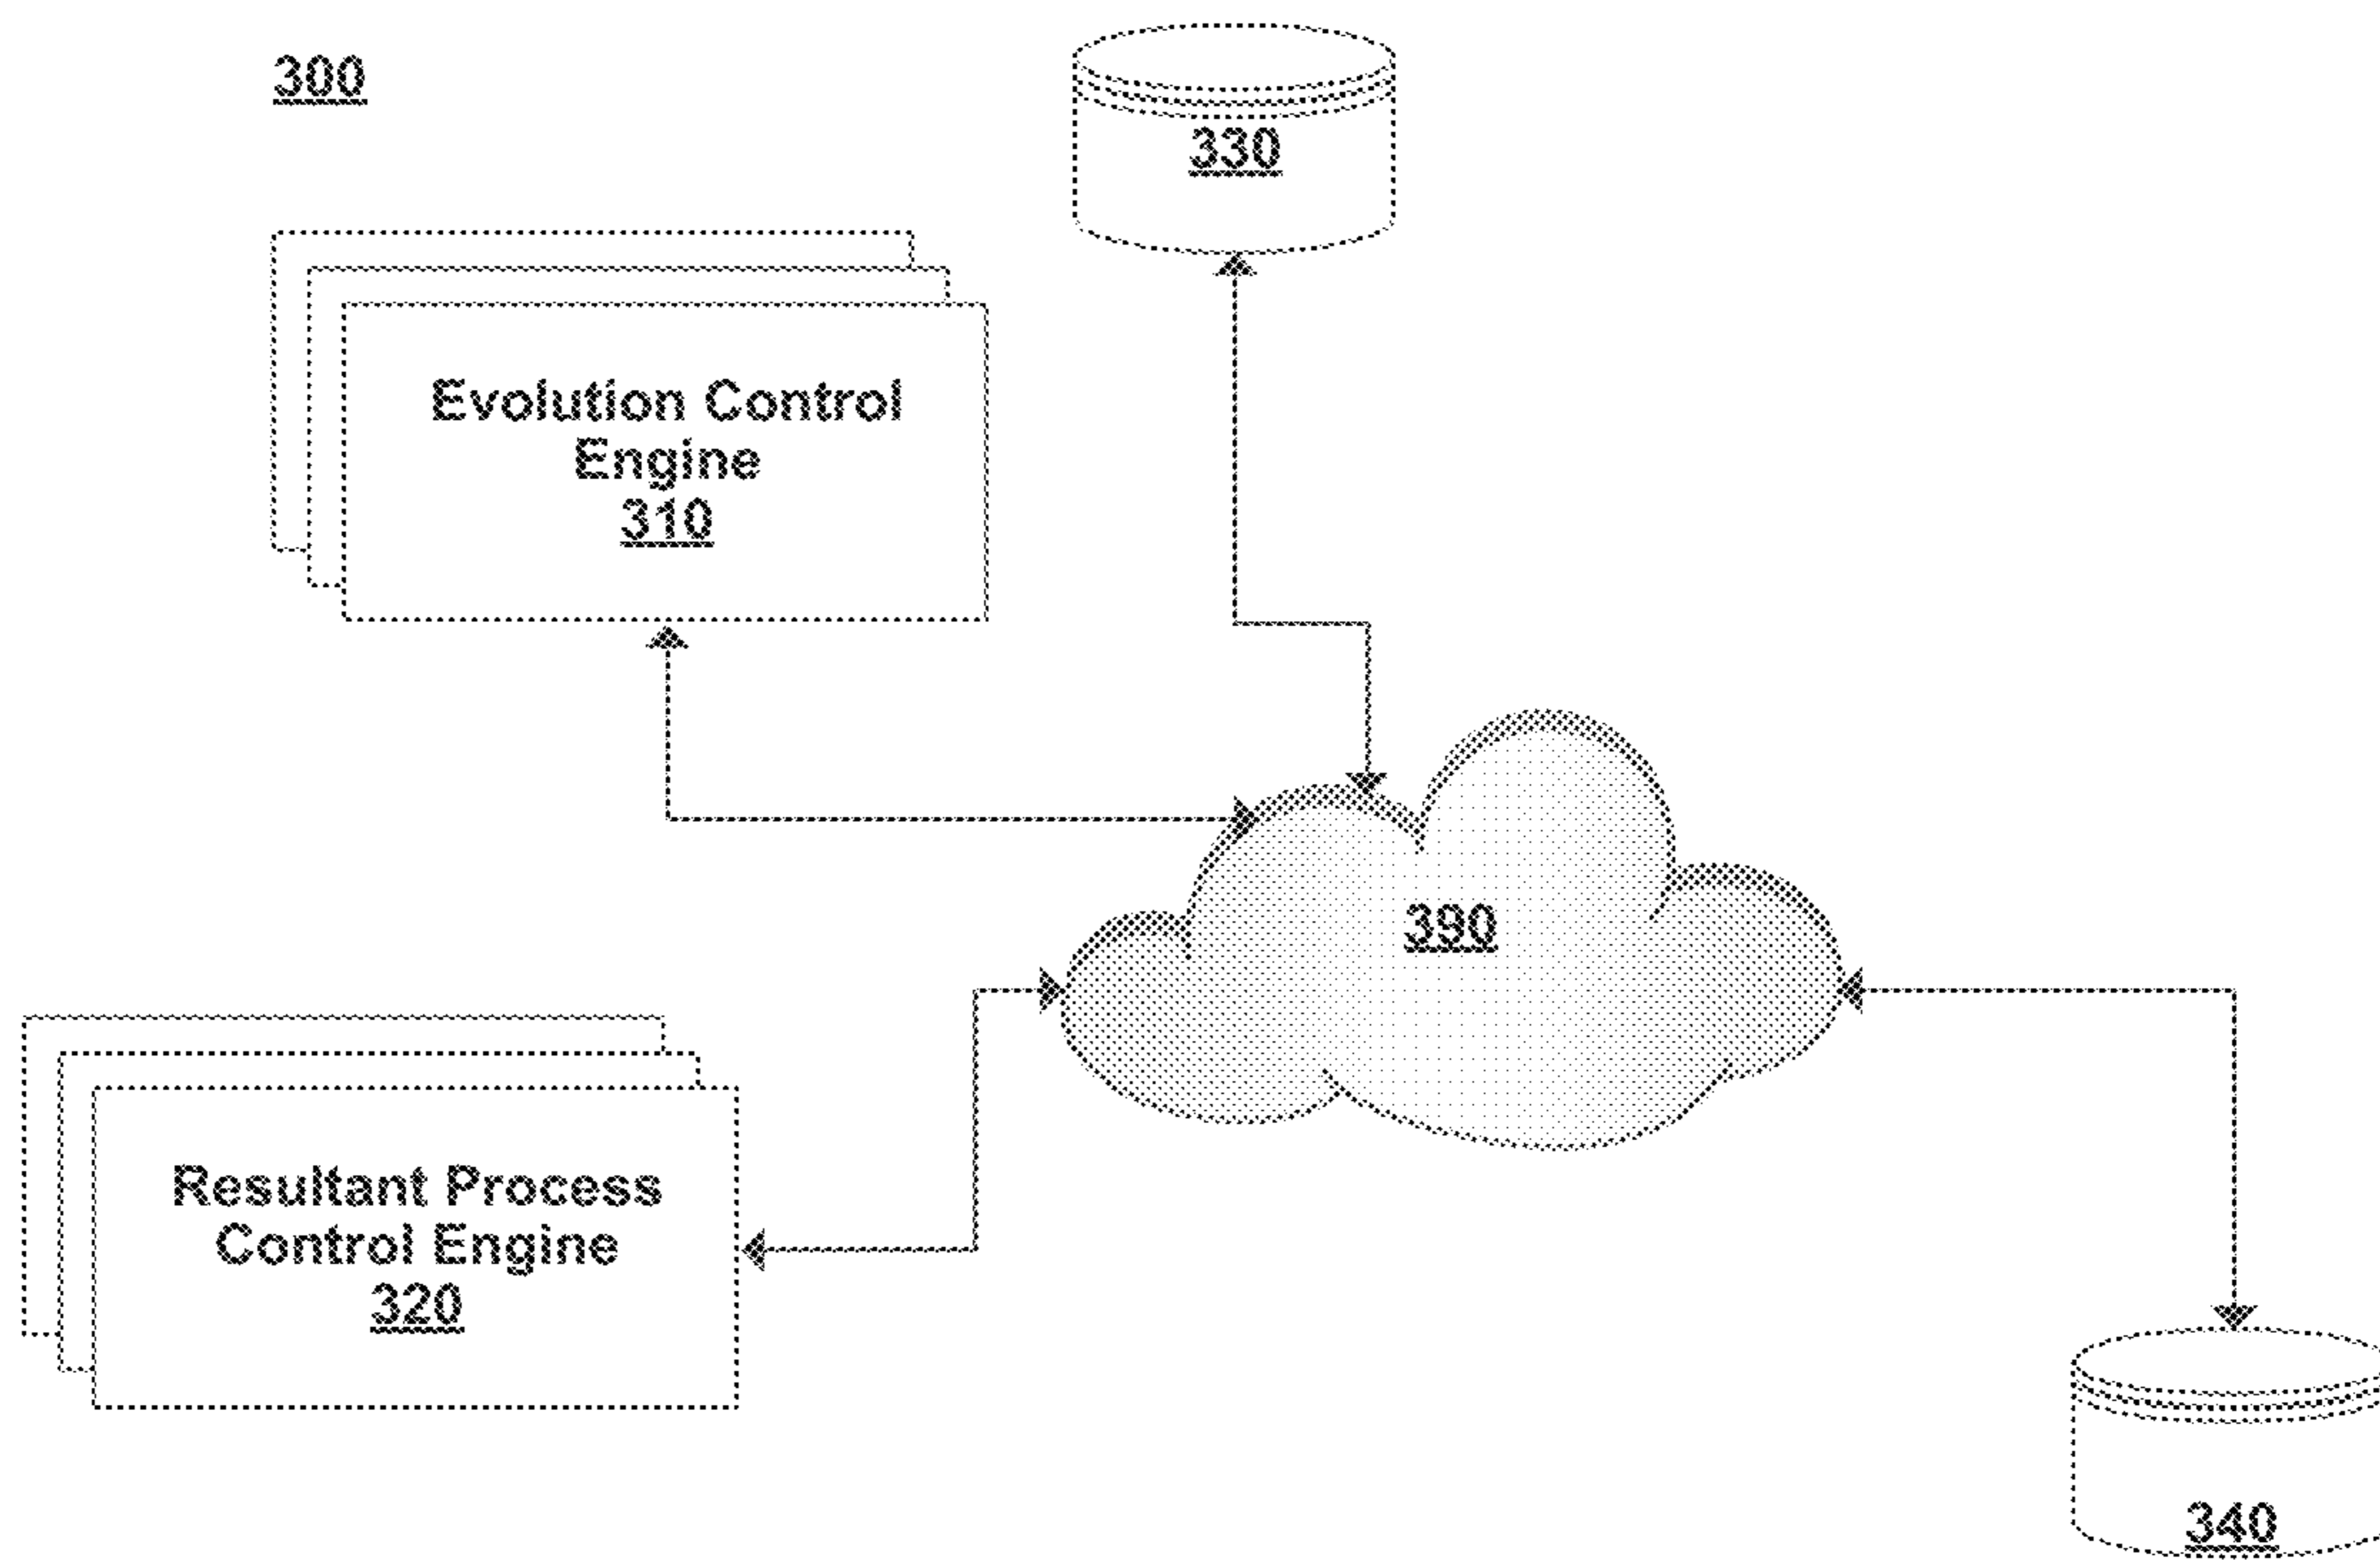 300
330
Evolution Control
Engine
310
390
Resultant Process
Control Engine
320
340